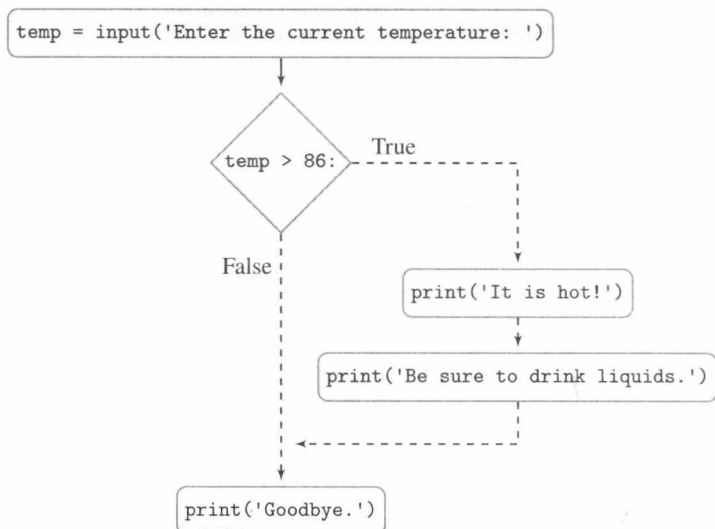 temp = input('Enter the current temperature: ')
temp > 86:
True
False
print('It is hot!')
print('Be sure to drink liquids.')
print('Goodbye.')